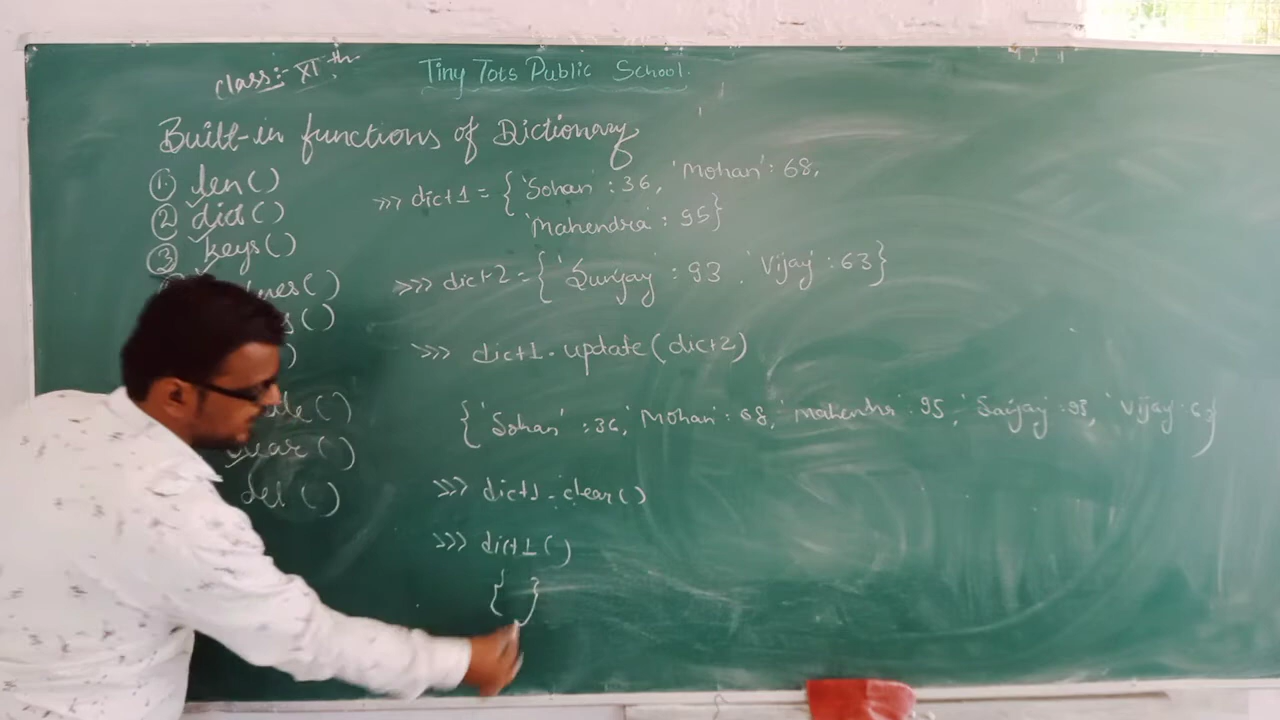 class:- XI th
Tiny Tots Public School.
Built-in functions of Dictionary
① len()
② dict()
③ keys()
()
()
)
()
ear()
del()
>>> dict1 = { 'Sohan' : 36, 'Mohan' : 68,
'Mahendra' : 95}
>>> dict2 = { 'Sunjay' : 93 'Vijay' : 63}
>>> dict1.update(dict2)
{ 'Sohan' : 36, 'Mohan' : 68, 'Mahendra : 95, 'Sanjay' : 93, 'Vijay : 63}
>>> dict1.clear()
>>> dict1()
{ }